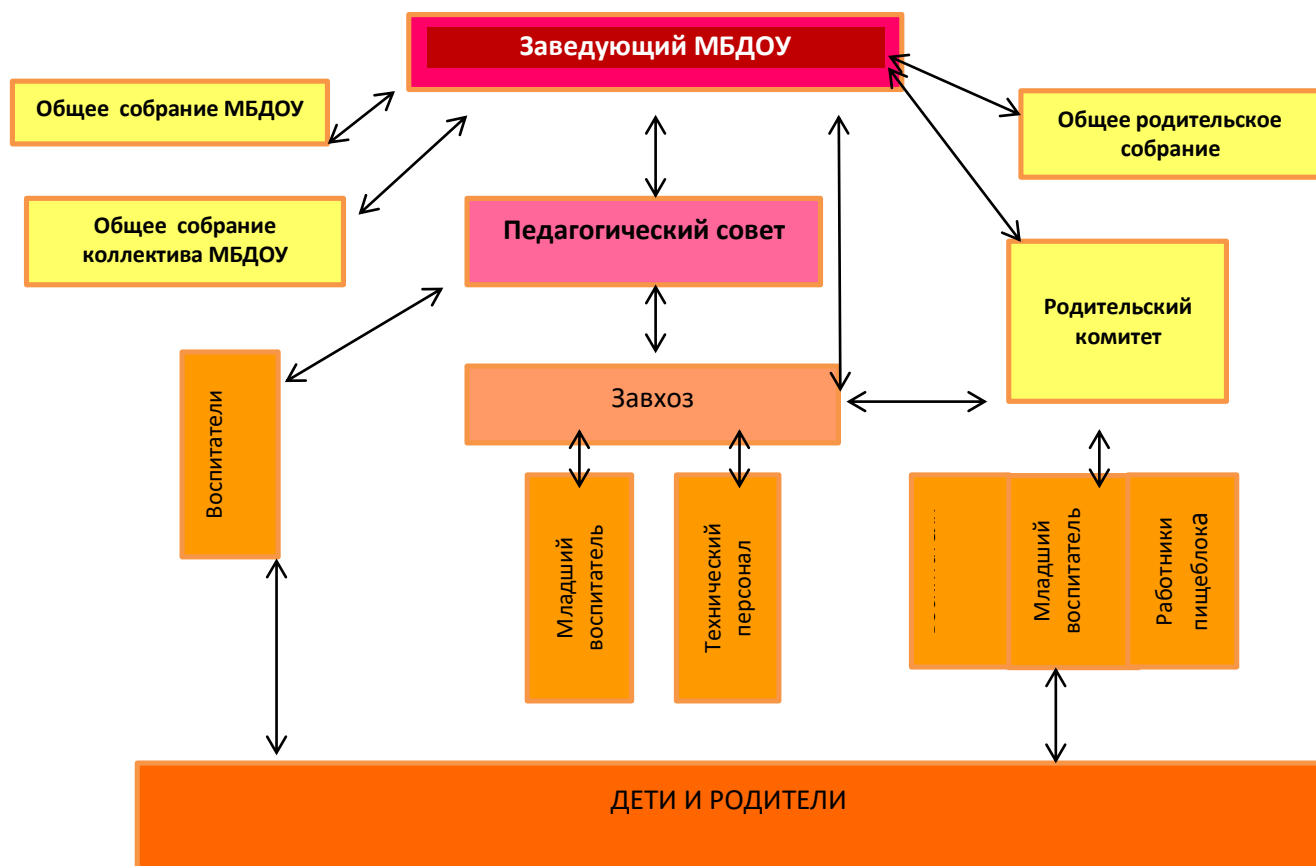 Заведующий МБДОУ
Общее собрание МБДОУ
Общее родительское
собрание
Общее собрание
коллектива МБДОУ
Педагогический совет
Родительский
комитет
Воспитатели
Завхоз
Младший
воспитатель
Технический
персонал
Младший
воспитатель
Работники
пищеблока
ДЕТИ И РОДИТЕЛИ